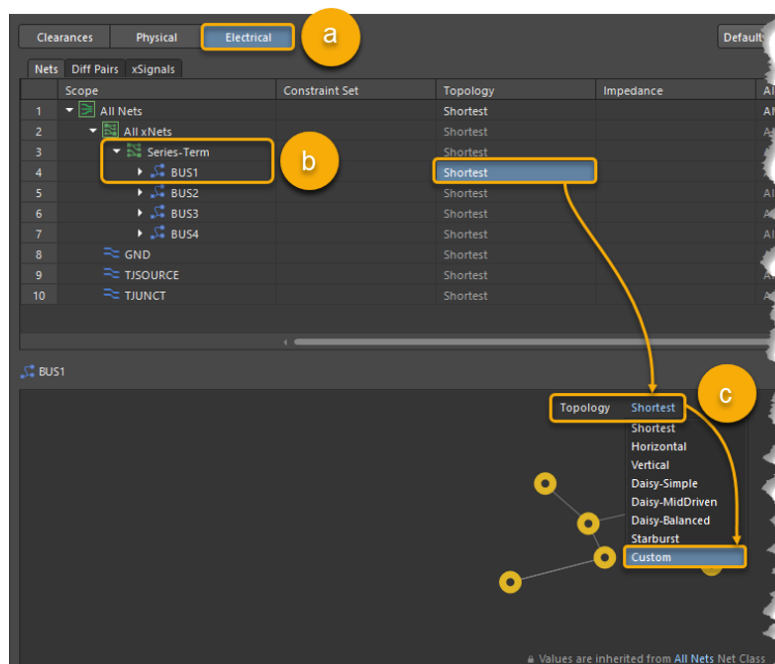 Clearances Physical Electrical a Default
Nets Diff Pairs xSignals
Scope Constraint Set Topology Impedance
1 All Nets Shortest
2 All xNets Shortest
3 Series-Term Shortest
b
4 BUS1 Shortest
5 BUS2 Shortest
6 BUS3 Shortest
7 BUS4 Shortest
8 GND Shortest
9 TJSOURCE Shortest
10 TJUNCT Shortest
BUS1
c
Topology Shortest
Shortest
Horizontal
Vertical
Daisy-Simple
Daisy-MidDriven
Daisy-Balanced
Starburst
Custom
Values are inherited from All Nets Net Class